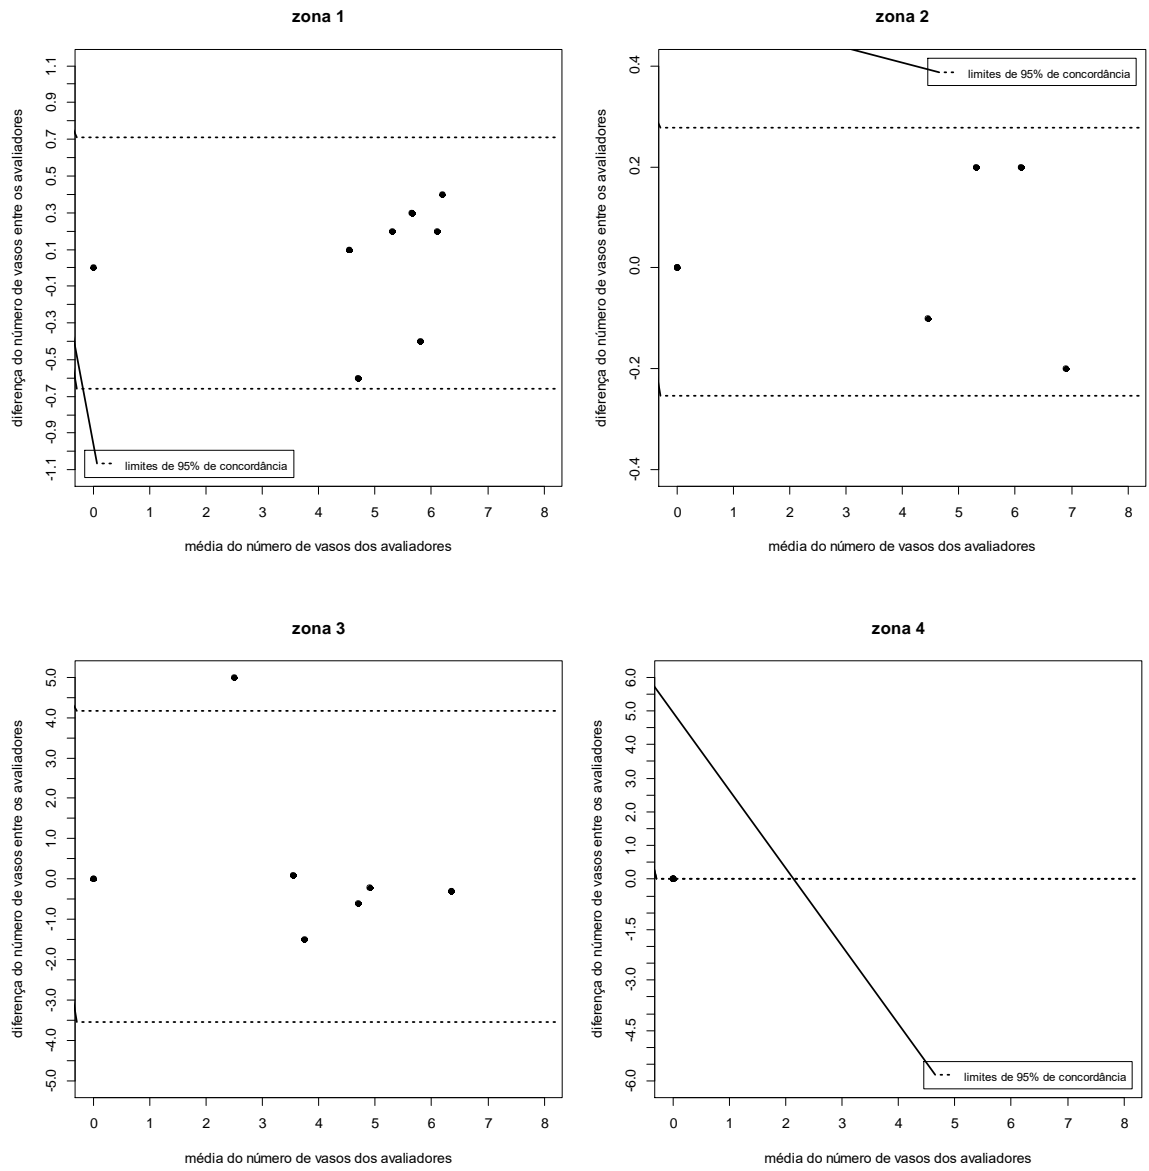 zona 1
diferença do número de vasos entre os avaliadores
1.1
0.9
0.7
0.5
0.3
0.1
-0.1
-0.3
-0.5
-0.7
-0.9
-1.1
limites de 95% de concordância
0 1 2 3 4 5 6 7 8
média do número de vasos dos avaliadores
zona 2
diferença do número de vasos entre os avaliadores
0.4
0.2
0.0
-0.2
-0.4
limites de 95% de concordância
0 1 2 3 4 5 6 7 8
média do número de vasos dos avaliadores
zona 3
diferença do número de vasos entre os avaliadores
5.0
4.0
3.0
2.0
1.0
0.0
-1.0
-2.0
-3.0
-4.0
-5.0
0 1 2 3 4 5 6 7 8
média do número de vasos dos avaliadores
zona 4
diferença do número de vasos entre os avaliadores
6.0
5.0
4.0
3.0
2.0
1.0
0.0
-1.5
-3.0
-4.5
-6.0
limites de 95% de concordância
0 1 2 3 4 5 6 7 8
média do número de vasos dos avaliadores